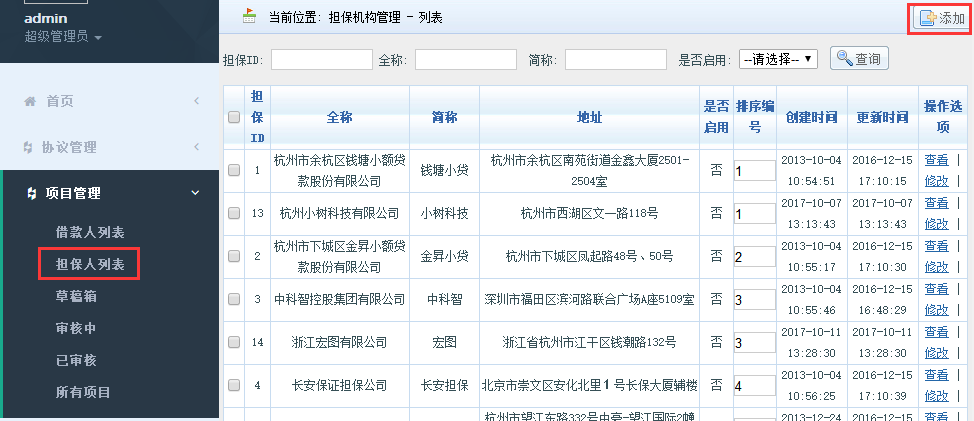 admin
超级管理员
首页
协议管理
项目管理
借款人列表
担保人列表
草稿箱
审核中
已审核
所有项目
当前位置: 担保机构管理 - 列表
添加
担保ID: 全称: 简称: 是否启用: --请选择-- 查询
担保ID 全称 简称 地址 是否启用 排序编号 创建时间 更新时间 操作选项
1 杭州市余杭区钱塘小额贷款股份有限公司 钱塘小贷 杭州市余杭区南苑街道金鑫大厦2501-2504室 否 1 2013-10-04 10:54:51 2016-12-15 17:10:15 查看 | 修改 |
13 杭州小树科技有限公司 小树科技 杭州市西湖区文一路118号 否 1 2017-10-07 13:13:43 2017-10-07 13:13:43 查看 | 修改 |
2 杭州市下城区金昇小额贷款股份有限公司 金昇小贷 杭州市下城区凤起路48号、50号 否 2 2013-10-04 10:55:17 2016-12-15 17:10:30 查看 | 修改 |
3 中科智控股集团有限公司 中科智 深圳市福田区滨河路联合广场A座5109室 否 3 2013-10-04 10:55:46 2016-12-15 16:48:29 查看 | 修改 |
14 浙江宏图有限公司 宏图 浙江省杭州市江干区钱潮路132号 否 3 2017-10-11 13:28:30 2017-10-11 13:28:30 查看 | 修改 |
4 长安保证担保公司 长安担保 北京市崇文区安化北里1号长保大厦辅楼 否 4 2013-10-04 10:56:25 2016-12-15 17:10:39 查看 | 修改 |
杭州市望江东路332号中豪-望江国际2幢 2013-12-24 2016-12-15 查看 |